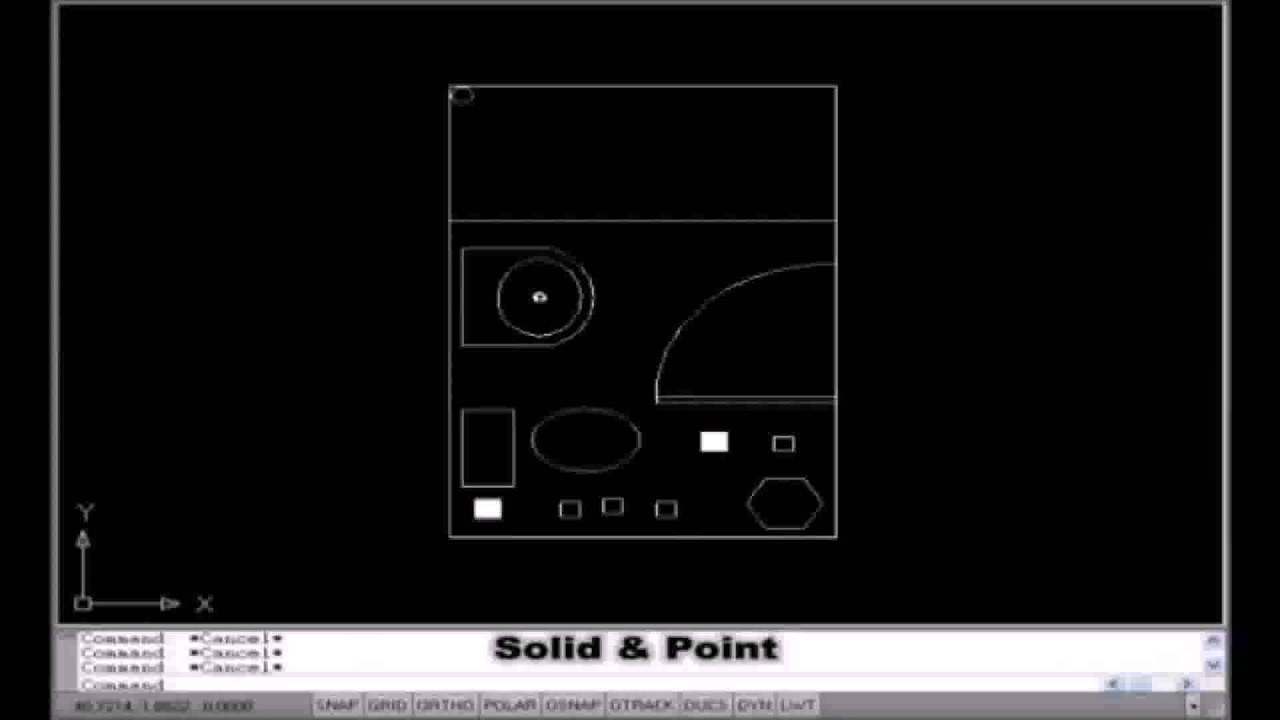 Y
X
Command *Cancel*
Command *Cancel*
Command *Cancel*
Command
Solid & Point
SNAP GRID ORTHO POLAR OSNAP OTRACK DUCS DYN LWT